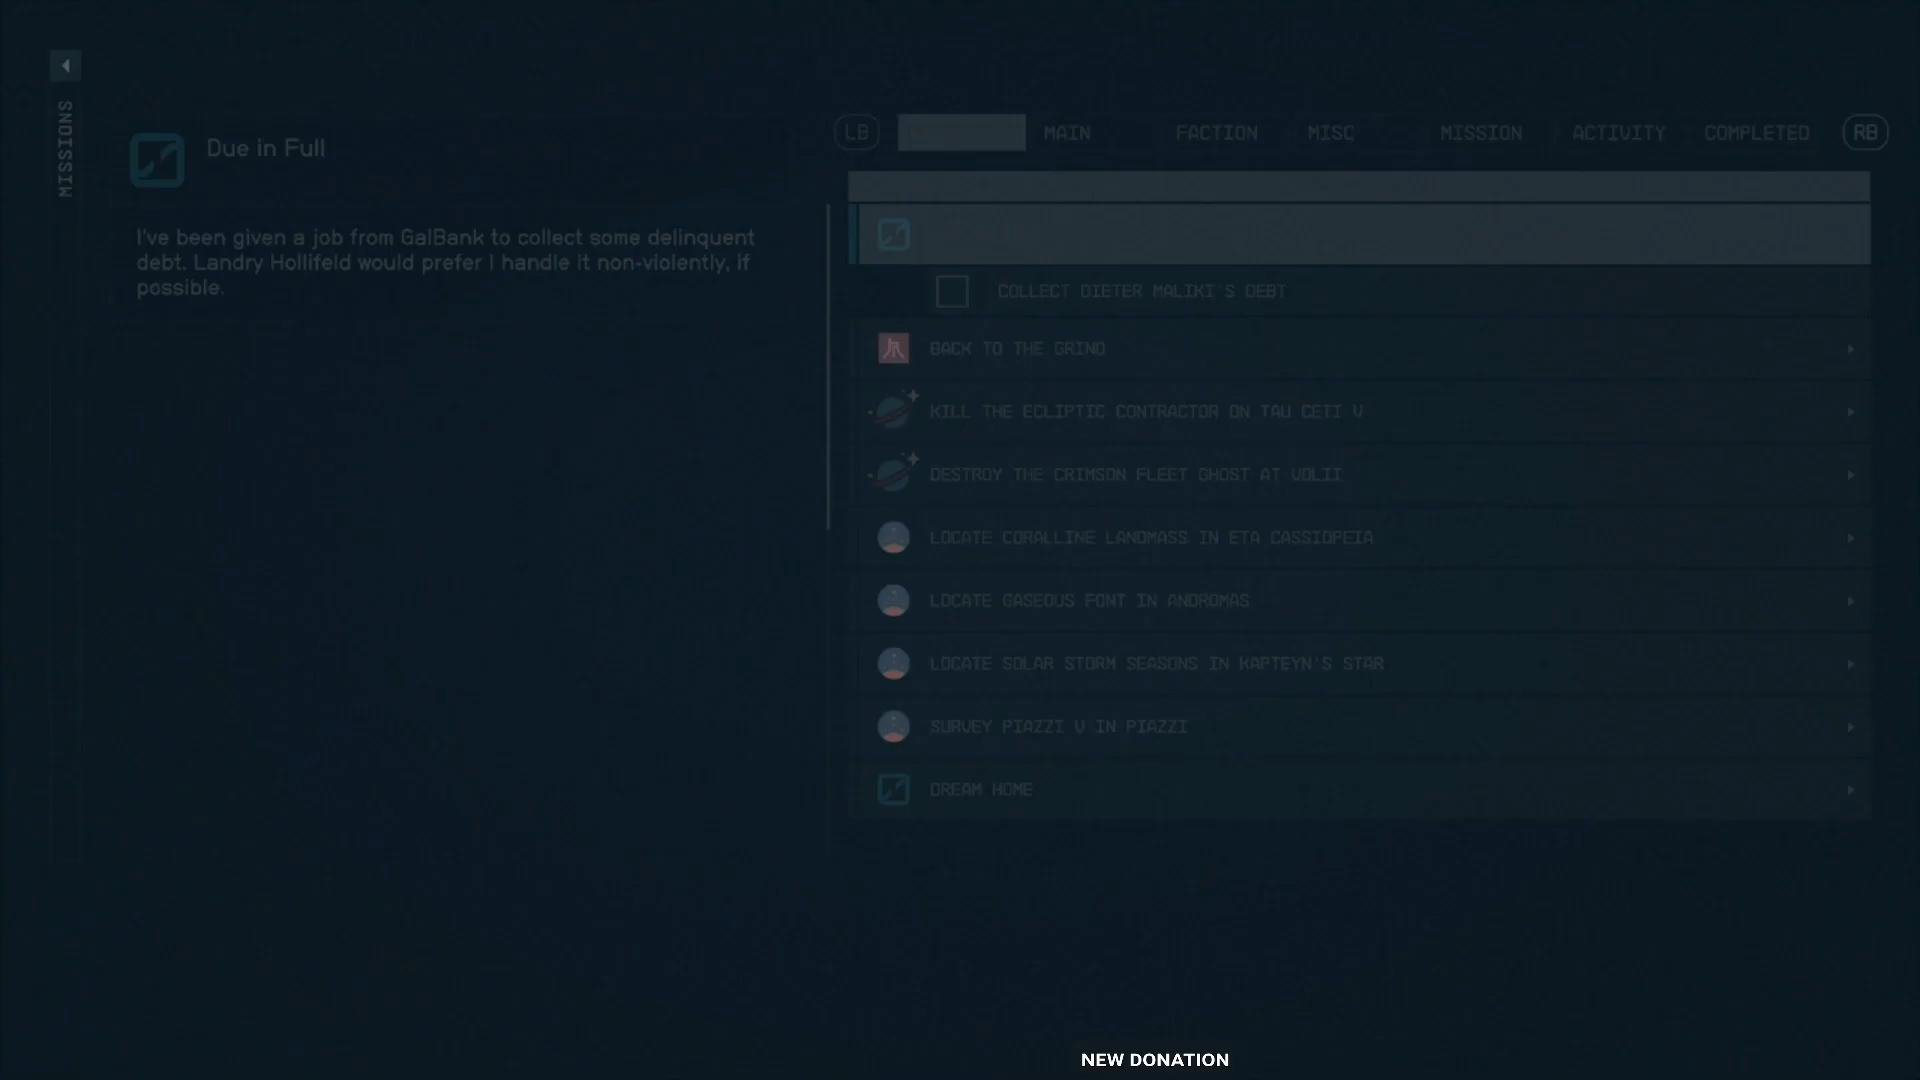 MISSIONS
Due in Full
I've been given a job from GalBank to collect some delinquent
debt. Landry Hollifeld would prefer I handle it non-violently, if
possible.
LB
MAIN
FACTION
MISC
MISSION
ACTIVITY
COMPLETED
RB
COLLECT DIETER MALIKI'S DEBT
BACK TO THE GRIND
KILL THE ECLIPTIC CONTRACTOR ON TAU CETI V
DESTROY THE CRIMSON FLEET GHOST AT VOLII
LOCATE CORALLINE LANDMASS IN ETA CASSIOPEIA
LOCATE GASEOUS FONT IN ANDROMAS
LOCATE SOLAR STORM SEASONS IN KAPTEYN'S STAR
SURVEY PIAZZI V IN PIAZZI
DREAM HOME
NEW DONATION